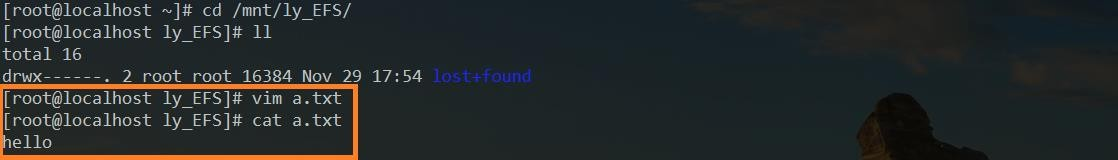 [root@localhost ~]# cd /mnt/ly_EFS/
[root@localhost ly_EFS]# ll
total 16
drwx------. 2 root root 16384 Nov 29 17:54 lost+found
[root@localhost ly_EFS]# vim a.txt
[root@localhost ly_EFS]# cat a.txt
hello